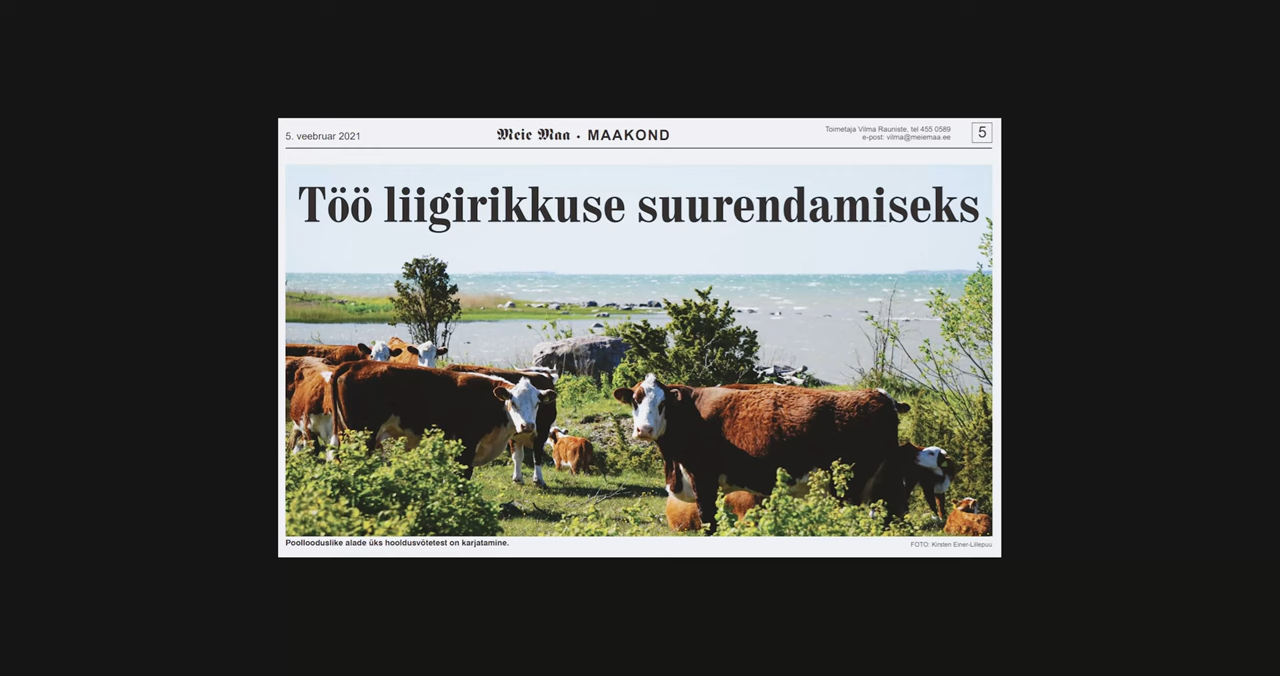 5. veebruar 2021
Meie Maa • MAAKOND
Toimetaja Vilma Rauniste, tel 455 0589
e-post: vilma@meiemaa.ee
5
Töö liigirikkuse suurendamiseks
Poollooduslike alade üks hooldusvõtetest on karjatamine.
FOTO: Kirsten Einer-Lillepuu